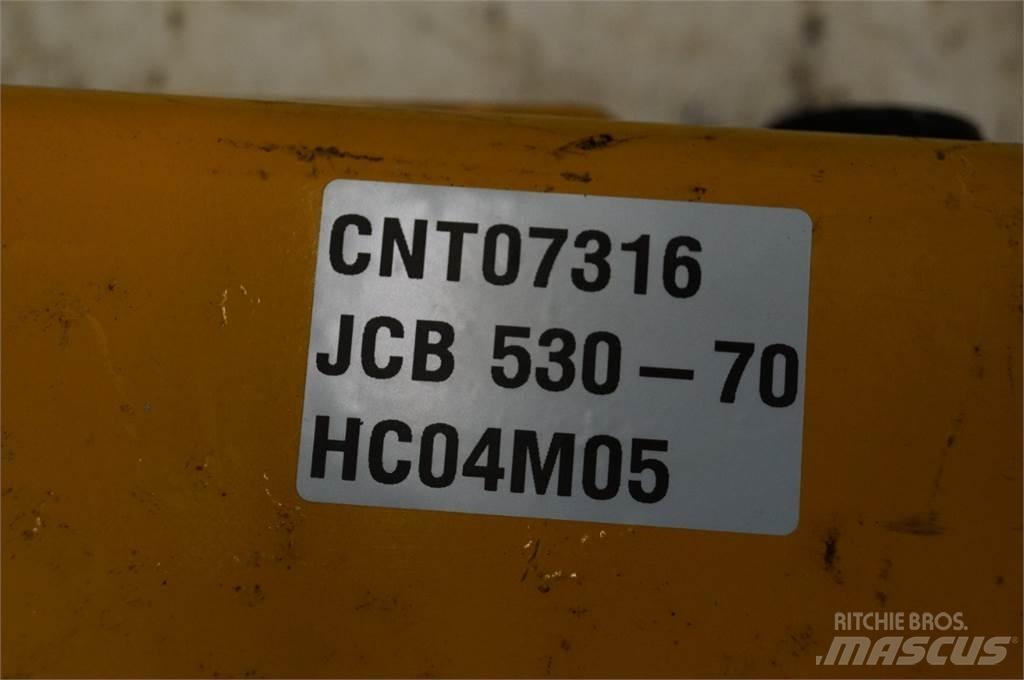 CNT07316
JCB 530-70
HC04M05
RITCHIE BROS.
MASCUS